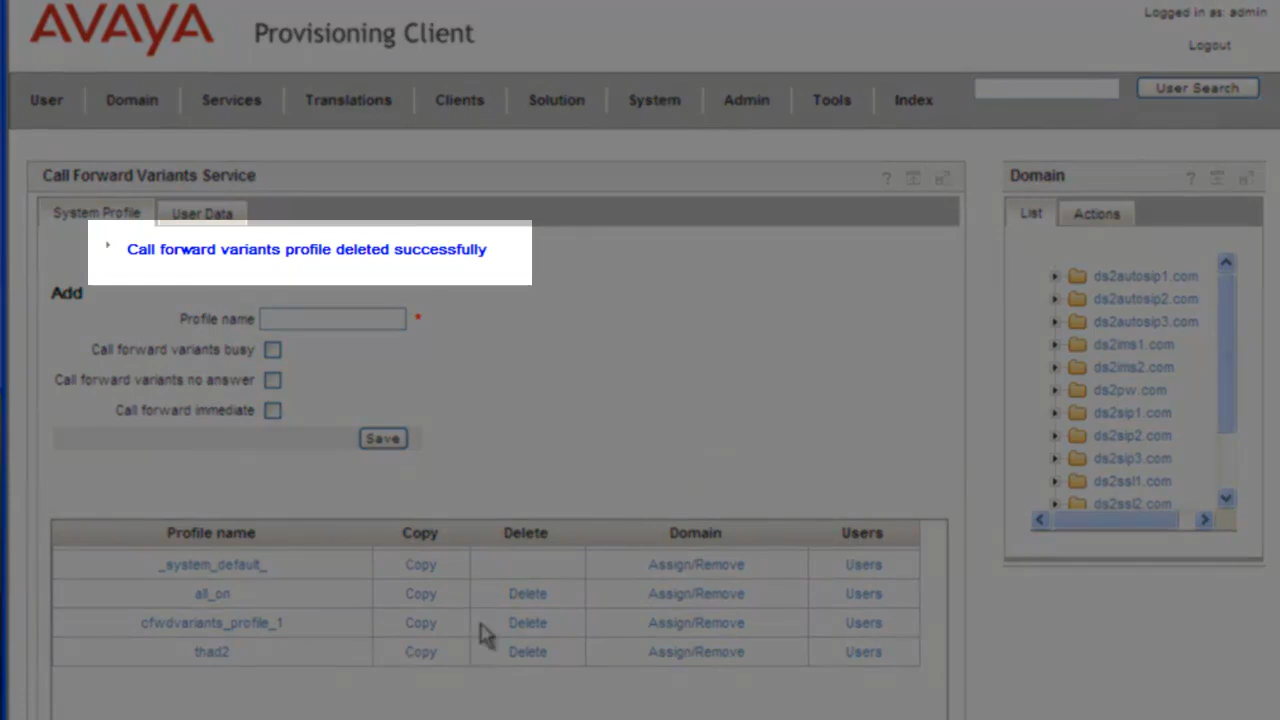 AVAYA Provisioning Client
Logged in as: admin
Logout
User Domain Services Translations Clients Solution System Admin Tools Index User Search
Call Forward Variants Service ?
System Profile User Data
Call forward variants profile deleted successfully
Add
Profile name *
Call forward variants busy
Call forward variants no answer
Call forward immediate
Save
Profile name Copy Delete Domain Users
_system_default_ Copy Assign/Remove Users
all_on Copy Delete Assign/Remove Users
cfwdvariants_profile_1 Copy Delete Assign/Remove Users
thad2 Copy Delete Assign/Remove Users
Domain ?
List Actions
ds2autosip1.com
ds2autosip2.com
ds2autosip3.com
ds2ims1.com
ds2ims2.com
ds2pw.com
ds2sip1.com
ds2sip2.com
ds2sip3.com
ds2ssl1.com
ds2ssl2.com